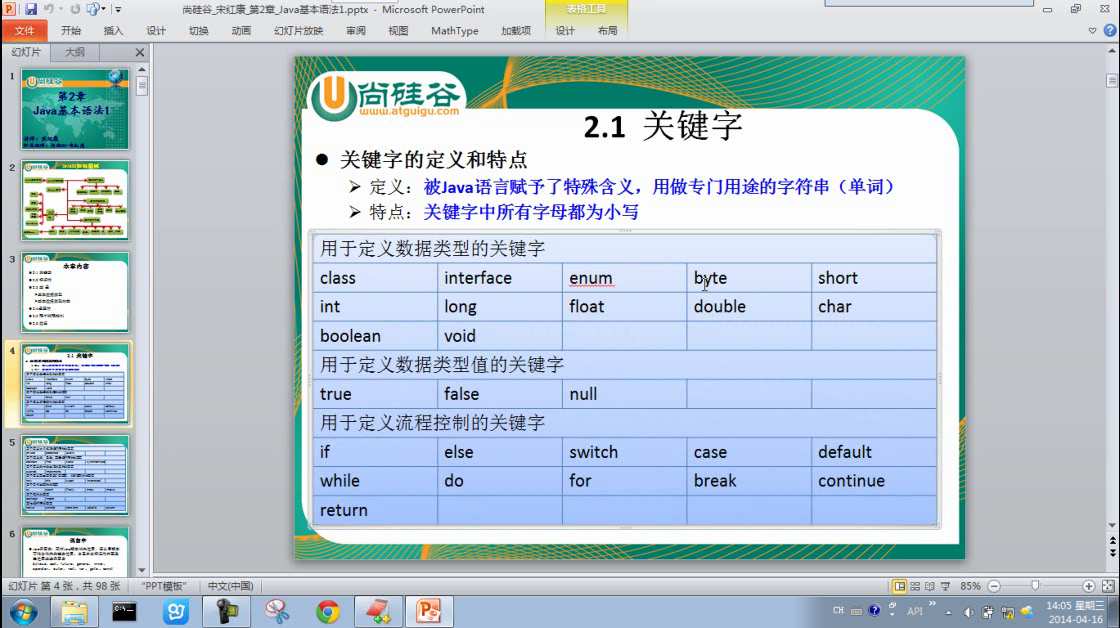 尚硅谷_宋红康_第2章_Java基本语法1.pptx - Microsoft PowerPoint
表格工具
文件 开始 插入 设计 切换 动画 幻灯片放映 审阅 视图 MathType 加载项 设计 布局
幻灯片 大纲
1
第2章
Java基本语法1
2
3
本章内容
4
5
6
尚硅谷
www.atguigu.com
2.1 关键字
关键字的定义和特点
定义：被Java语言赋予了特殊含义，用做专门用途的字符串（单词）
特点：关键字中所有字母都为小写
用于定义数据类型的关键字
class interface enum byte short
int long float double char
boolean void
用于定义数据类型值的关键字
true false null
用于定义流程控制的关键字
if else switch case default
while do for break continue
return
幻灯片 第 4 张，共 98 张 "PPT模板" 中文(中国) 85%
CH API 14:05 星期三
2014-04-16